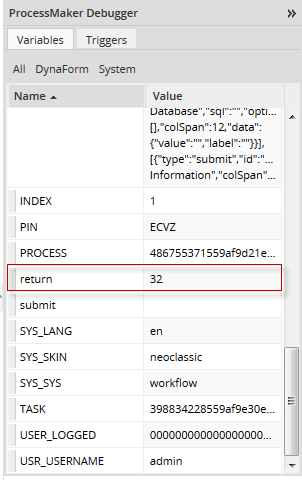 ProcessMaker Debugger »
Variables Triggers
All DynaForm System
Name Value
Database","sql":"","opti...
[],"colSpan":12,"data":
{"value":"","label":""}}],
[{"type":"submit","id":"...
Information","colSpan"...
INDEX 1
PIN ECVZ
PROCESS 486755371559af9d21e...
return 32
submit
SYS_LANG en
SYS_SKIN neoclassic
SYS_SYS workflow
TASK 398834228559af9e30e...
USER_LOGGED 000000000000000000...
USR_USERNAME admin